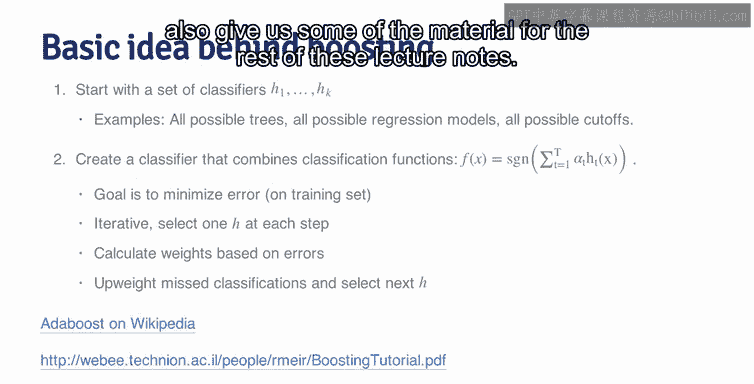 also give us some of the material for the
rest of these lecture notes.
Basic idea behind boosting
1. Start with a set of classifiers h₁, …, hₖ
· Examples: All possible trees, all possible regression models, all possible cutoffs.
2. Create a classifier that combines classification functions: f(x) = sgn(∑ᵀₜ₌₁ αₜhₜ(x)) .
· Goal is to minimize error (on training set)
· Iterative, select one h at each step
· Calculate weights based on errors
· Upweight missed classifications and select next h
Adaboost on Wikipedia
http://webee.technion.ac.il/people/rmeir/BoostingTutorial.pdf